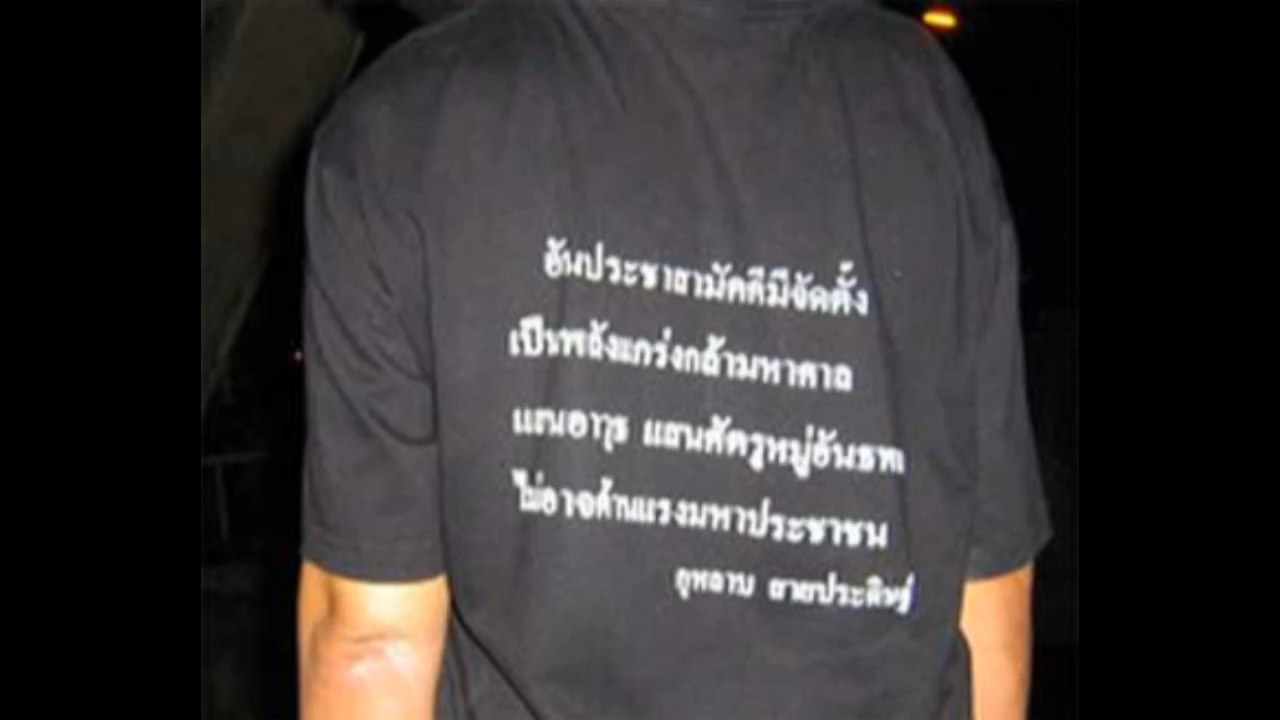 อันประชาสามัคคีมีจัดตั้ง
เป็นพลังแกร่งกล้ามหาศาล
แสนอาวุธ แสนศัตรูหมู่อันธพาล
ไม่อาจต้านแรงมหาประชาชน
กุหลาบ สายประดิษฐ์